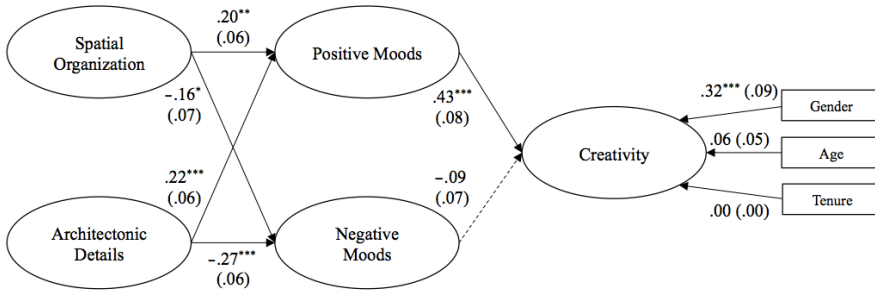 .20**
(.06)
Spatial
Organization
Positive Moods
-.16*
(.07)
.43***
(.08)
.32*** (.09)
Gender
.06 (.05)
Creativity
Age
.22***
(.06)
-.09
(.07)
Tenure
.00 (.00)
Architectonic
Details
Negative
Moods
-.27***
(.06)